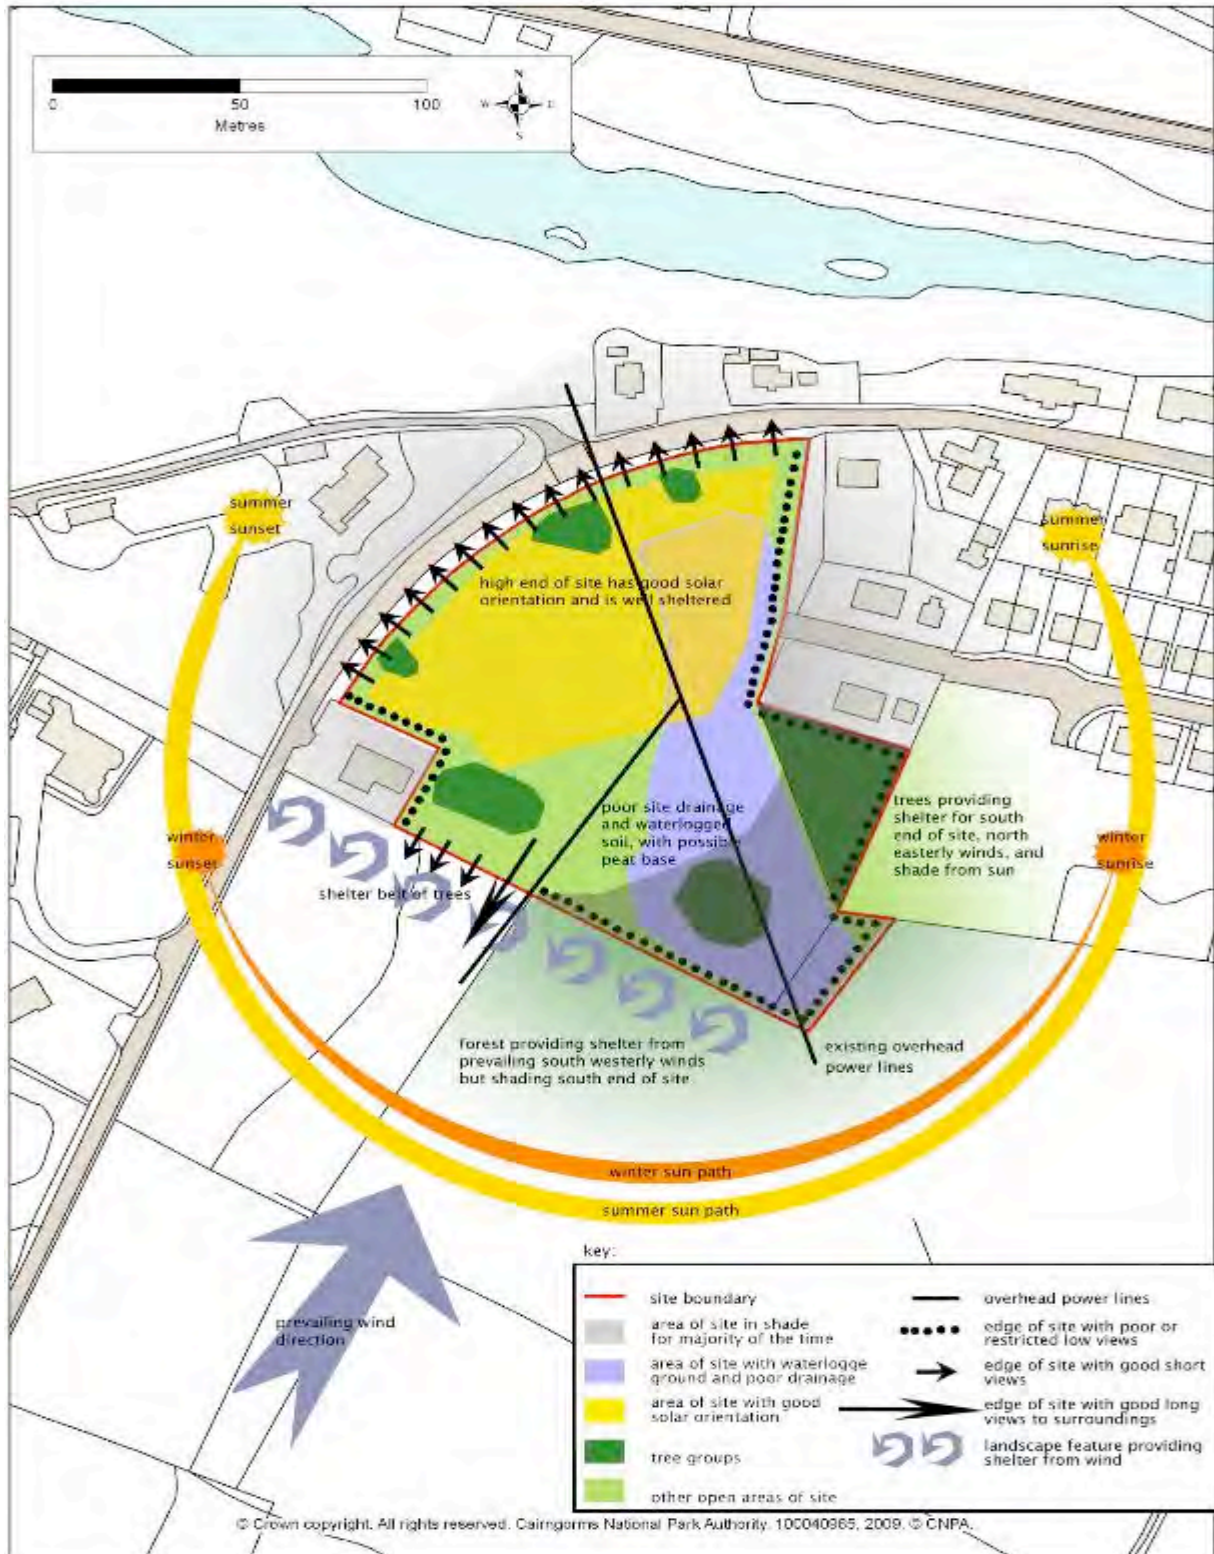 N
W
E
S
0 50 100
Metres
summer
sunset
summer
sunrise
high end of site has good solar
orientation and is well sheltered
poor site drainage
and waterlogged
soil, with possible
peat base
trees providing
shelter for south
end of site, north
easterly winds, and
shade from sun
winter
sunset
winter
sunrise
shelter belt of trees
forest providing shelter from
prevailing south westerly winds
but shading south end of site
existing overhead
power lines
winter sun path
summer sun path
prevailing wind
direction
key:
site boundary
area of site in shade
for majority of the time
area of site with waterlogge
ground and poor drainage
area of site with good
solar orientation
tree groups
other open areas of site
overhead power lines
edge of site with poor or
restricted low views
edge of site with good short
views
edge of site with good long
views to surroundings
landscape feature providing
shelter from wind
© Crown copyright. All rights reserved. Cairngorms National Park Authority. 100040965, 2009. © CNPA.